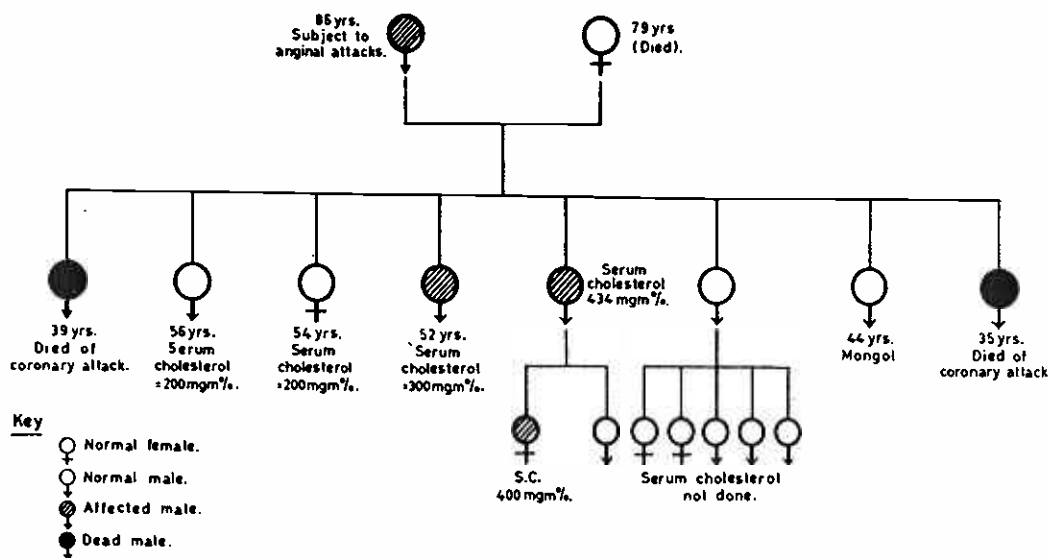 86 yrs.
Subject to
anginal attacks.
79 yrs
(Died).
39 yrs.
Died of
coronary attack.
56 yrs.
Serum
cholesterol
=200 mgm%.
54 yrs.
Serum
cholesterol
=200mgm%.
52 yrs.
Serum
cholesterol
=300mgm%.
Serum
cholesterol
434 mgm%.
44 yrs.
Mongol
35 yrs.
Died of
coronary attack
S.C.
400 mgm%.
Serum cholesterol
not done.
Key
Normal female.
Normal male.
Affected male.
Dead male.